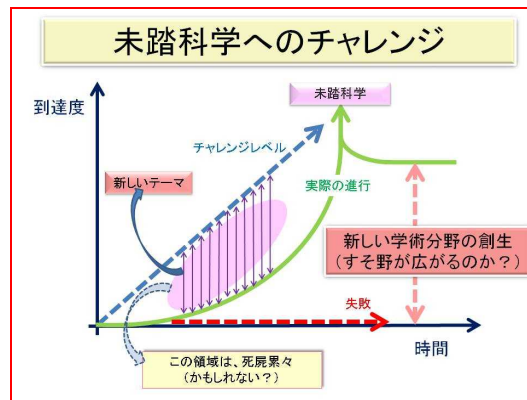 未踏科学へのチャレンジ
未踏科学
到達度
チャレンジレベル
新しいテーマ
実際の進行
新しい学術分野の創生
(すそ野が広がるのか?)
失敗
時間
この領域は、死屍累々
(かもしれない?)